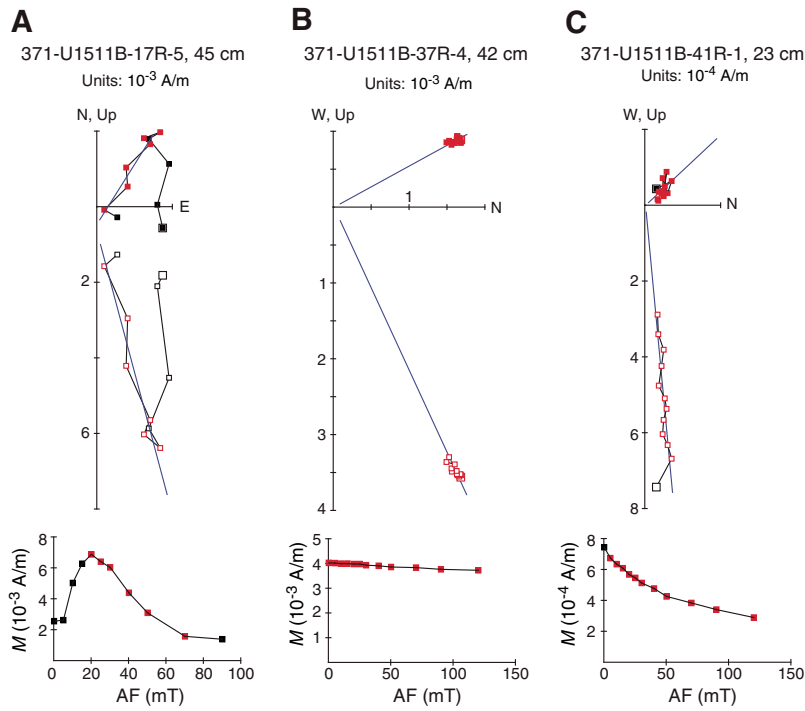 A
371-U1511B-17R-5, 45 cm
Units: 10⁻³ A/m
N, Up
E
2
6
M (10⁻³ A/m)
8
6
4
2
0 20 40 60 80 100
AF (mT)
B
371-U1511B-37R-4, 42 cm
Units: 10⁻³ A/m
W, Up
1
N
1
2
3
4
M (10⁻³ A/m)
5
4
3
2
1
0 50 100 150
AF (mT)
C
371-U1511B-41R-1, 23 cm
Units: 10⁻⁴ A/m
W, Up
N
2
4
6
8
M (10⁻⁴ A/m)
8
6
4
2
0 50 100 150
AF (mT)